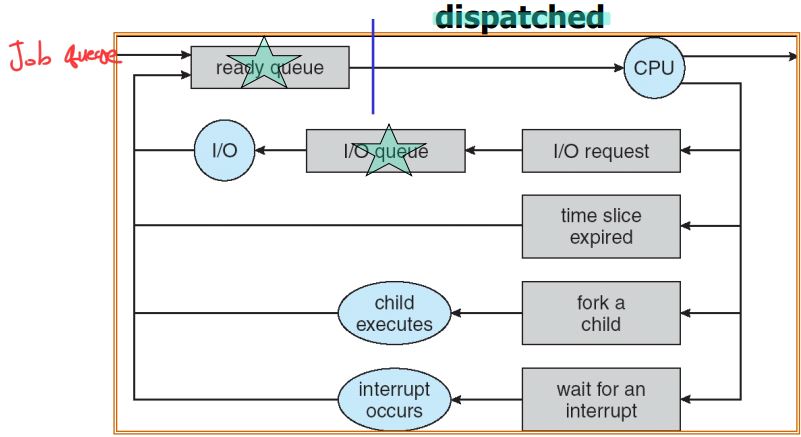 dispatched
Job queue
ready queue
CPU
I/O
I/O queue
I/O request
time slice
expired
child
executes
fork a
child
interrupt
occurs
wait for an
interrupt